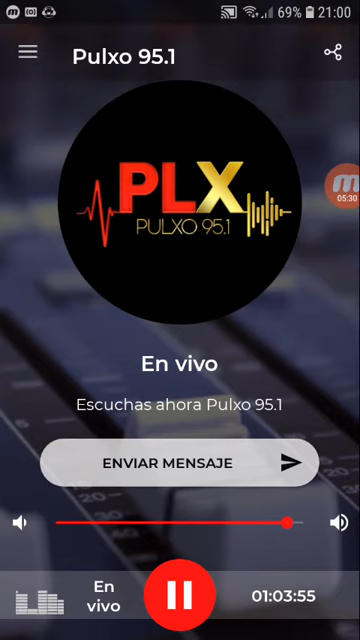 69% 21:00
Pulxo 95.1
PLX
PULXO 95.1
05:30
En vivo
Escuchas ahora Pulxo 95.1
ENVIAR MENSAJE
En
vivo
01:03:55